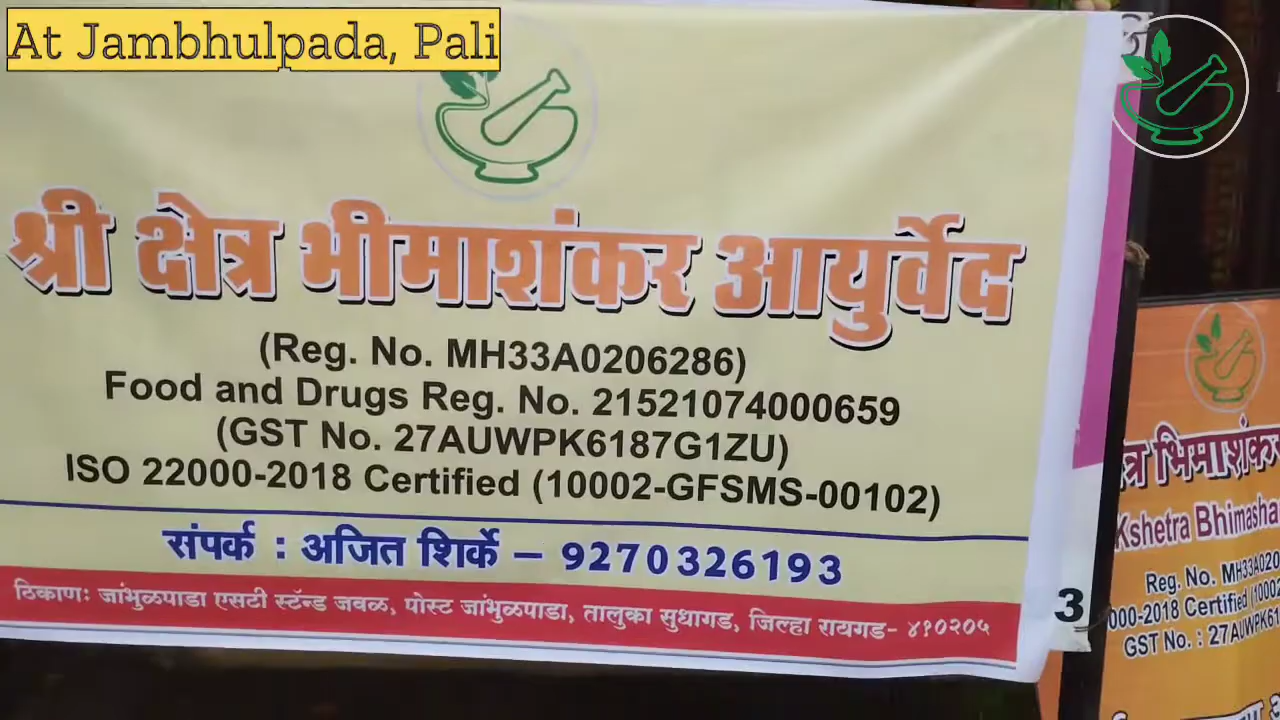 At Jambhulpada, Pali
श्री क्षेत्र भीमाशंकर आयुर्वेद
(Reg. No. MH33A0206286)
Food and Drugs Reg. No. 21521074000659
(GST No. 27AUWPK6187G1ZU)
ISO 22000-2018 Certified (10002-GFSMS-00102)
संपर्क : अजित शिर्के – 9270326193
ठिकाण: जांभुळपाडा एसटी स्टॅन्ड जवळ, पोस्ट जांभुळपाडा, तालुका सुधागड, जिल्हा रायगड- ४१०२०५
3
त्र भिमाशंकर
Kshetra Bhimasha
Reg. No. MH33A020
000-2018 Certified (10002
GST No. : 27AUWPK61